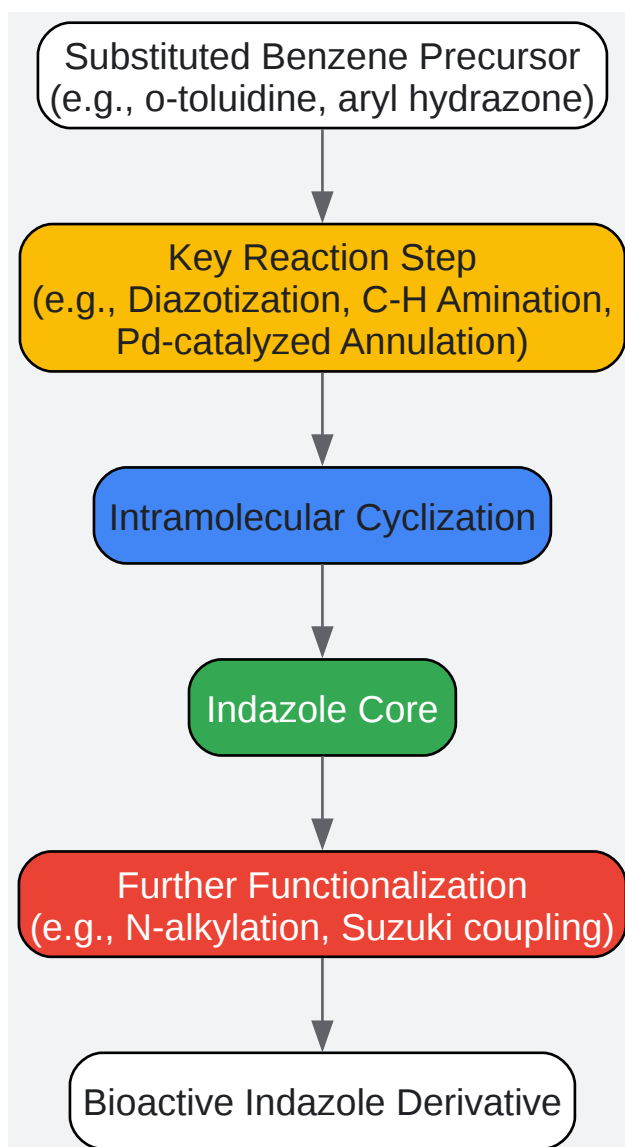 Substituted Benzene Precursor
(e.g., o-toluidine, aryl hydrazone)
Key Reaction Step
(e.g., Diazotization, C-H Amination,
Pd-catalyzed Annulation)
Intramolecular Cyclization
Indazole Core
Further Functionalization
(e.g., N-alkylation, Suzuki coupling)
Bioactive Indazole Derivative